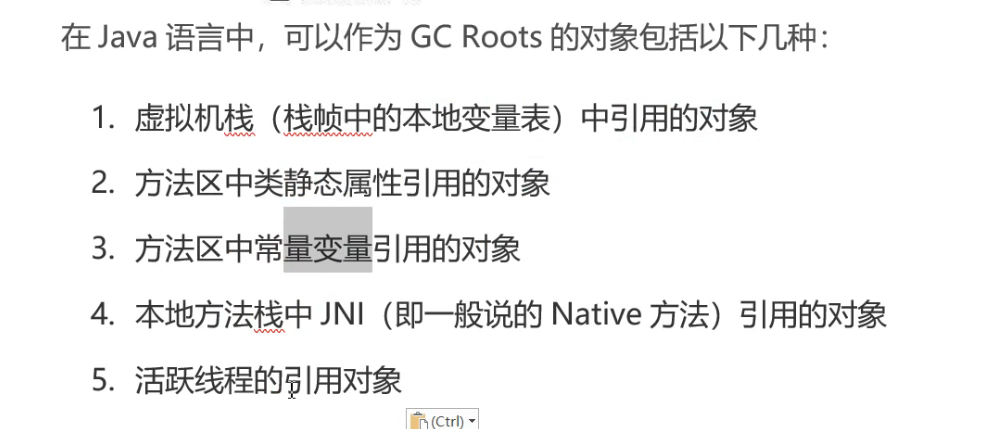 在 Java 语言中，可以作为 GC Roots 的对象包括以下几种：
1. 虚拟机栈（栈帧中的本地变量表）中引用的对象
2. 方法区中类静态属性引用的对象
3. 方法区中常量变量引用的对象
4. 本地方法栈中 JNI（即一般说的 Native 方法）引用的对象
5. 活跃线程的引用对象
(Ctrl)